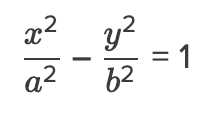 x²/a² − y²/b² = 1